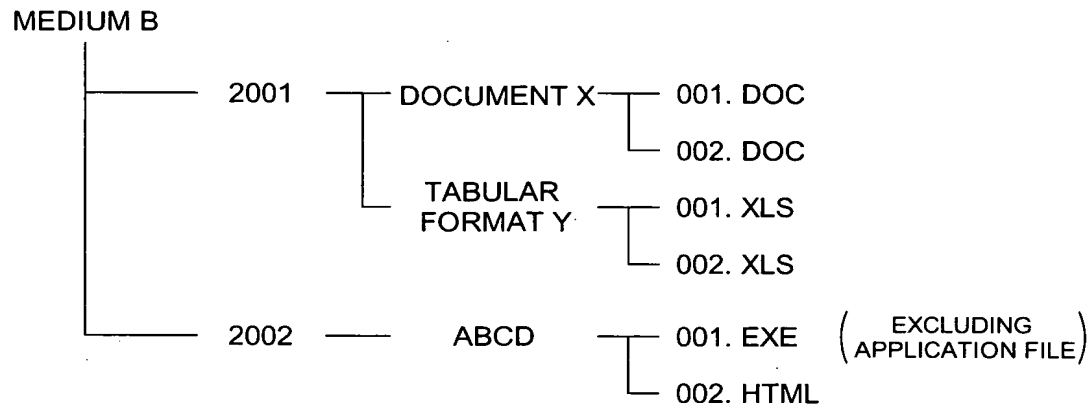 MEDIUM B
2001
DOCUMENT X
001. DOC
002. DOC
TABULAR
FORMAT Y
001. XLS
002. XLS
2002
ABCD
001. EXE
(EXCLUDING
APPLICATION FILE)
002. HTML